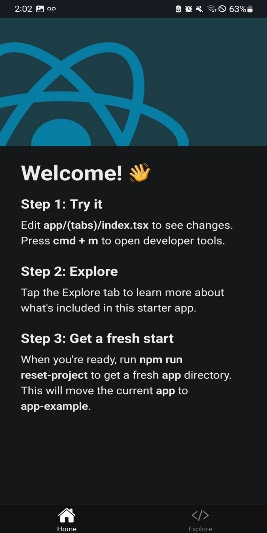 2:02
63%
Welcome! 👋
Step 1: Try it
Edit app/(tabs)/index.tsx to see changes.
Press cmd + m to open developer tools.
Step 2: Explore
Tap the Explore tab to learn more about
what's included in this starter app.
Step 3: Get a fresh start
When you're ready, run npm run
reset-project to get a fresh app directory.
This will move the current app to
app-example.
Home
Explore